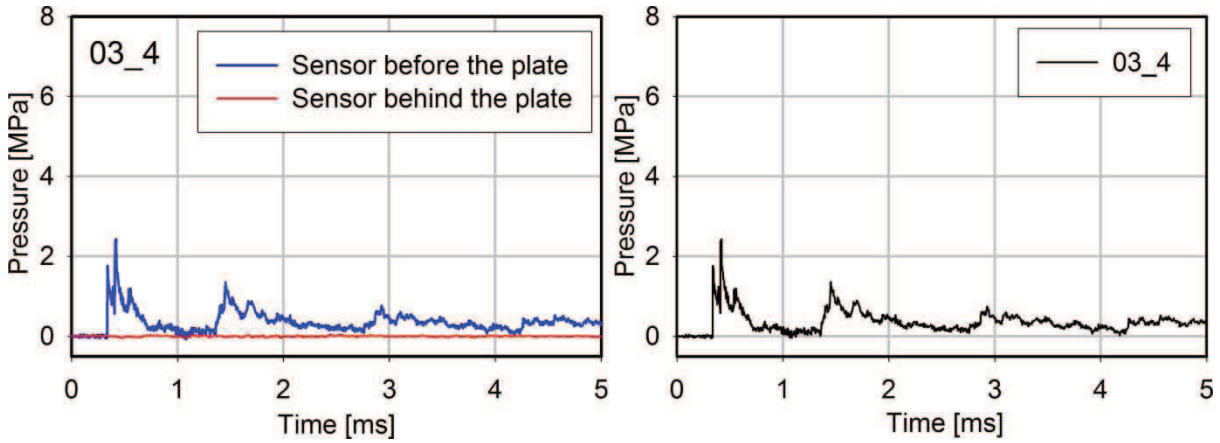 03_4
Sensor before the plate
Sensor behind the plate
Pressure [MPa]
8
6
4
2
0
0 1 2 3 4 5
Time [ms]
03_4
Pressure [MPa]
8
6
4
2
0
0 1 2 3 4 5
Time [ms]